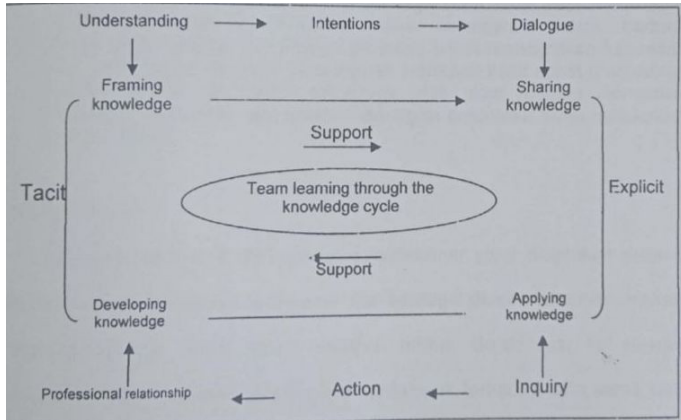 Understanding Intentions Dialogue
Framing
knowledge
Sharing
knowledge
Support
Tacit
Team learning through the
knowledge cycle
Explicit
Support
Developing
knowledge
Applying
knowledge
Professional relationship Action Inquiry